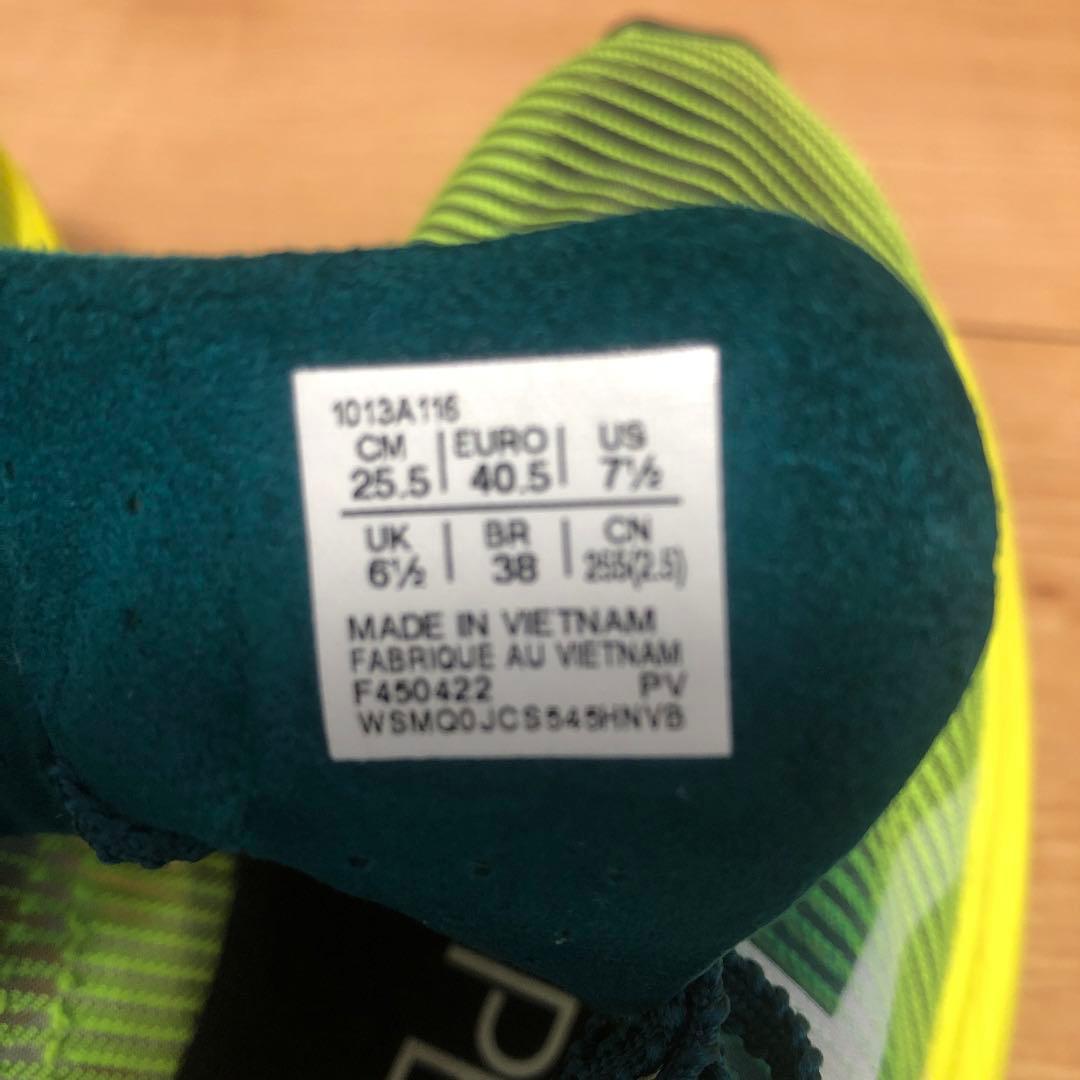 1013A116
CM | EURO | US
25.5 | 40.5 | 7½
UK | BR | CN
6½ | 38 | 255(2.5)
MADE IN VIETNAM
FABRIQUE AU VIETNAM
F450422 PV
WSMQ0JCS545HNVB
PL